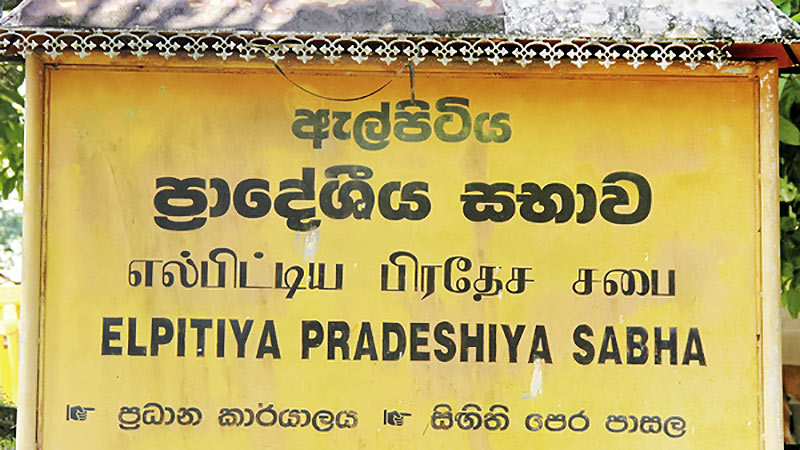 ඇල්පිටිය
ප්‍රාදේශීය සභාව
எல்பிட்டிய பிரதேச சபை
ELPITIYA PRADESHIYA SABHA
☞ ප්‍රධාන කාර්යාලය ☞ සිඟිති පෙර පාසල